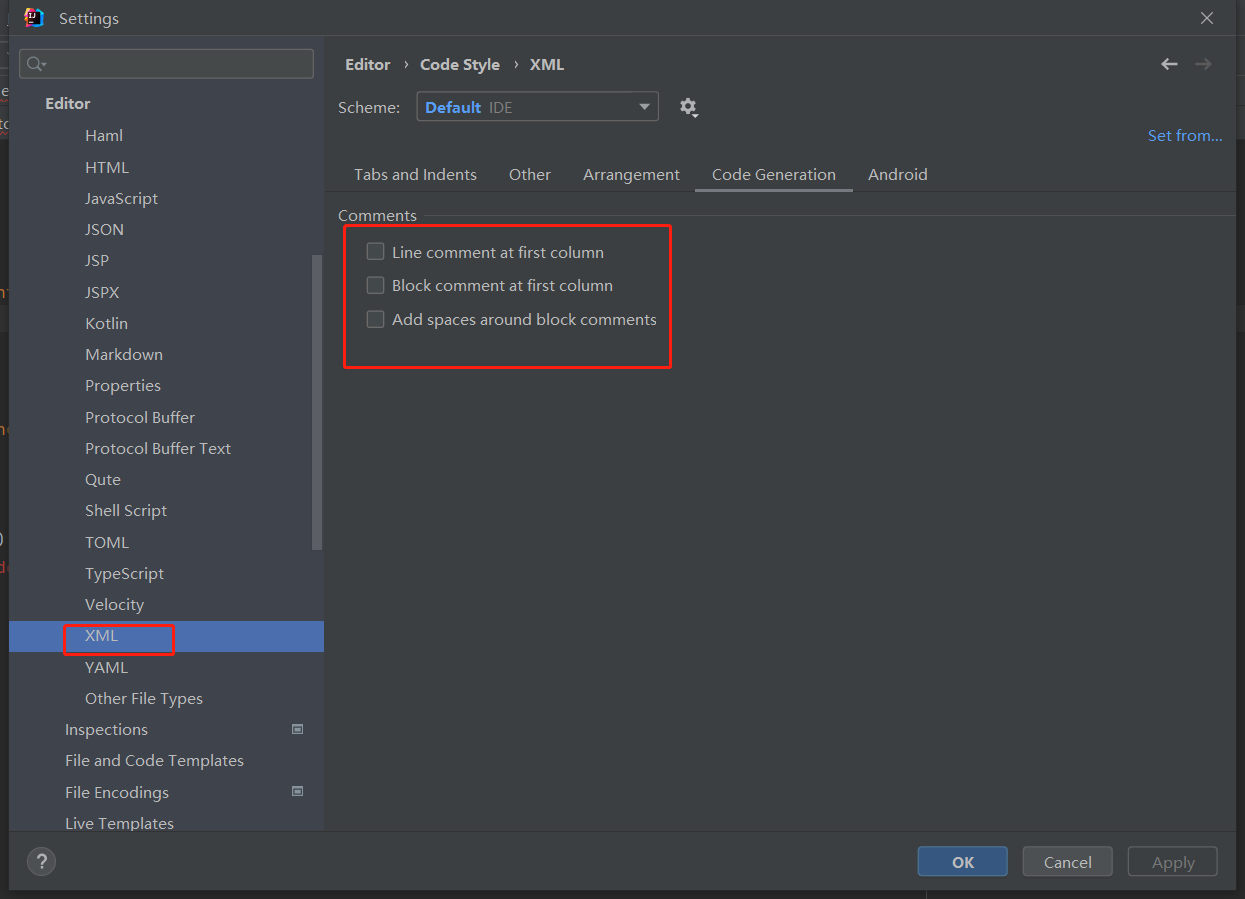 Settings
Editor
Haml
HTML
JavaScript
JSON
JSP
JSPX
Kotlin
Markdown
Properties
Protocol Buffer
Protocol Buffer Text
Qute
Shell Script
TOML
TypeScript
Velocity
XML
YAML
Other File Types
Inspections
File and Code Templates
File Encodings
Live Templates
Editor › Code Style › XML
Scheme: Default IDE
Set from...
Tabs and Indents Other Arrangement Code Generation Android
Comments
Line comment at first column
Block comment at first column
Add spaces around block comments
? OK Cancel Apply